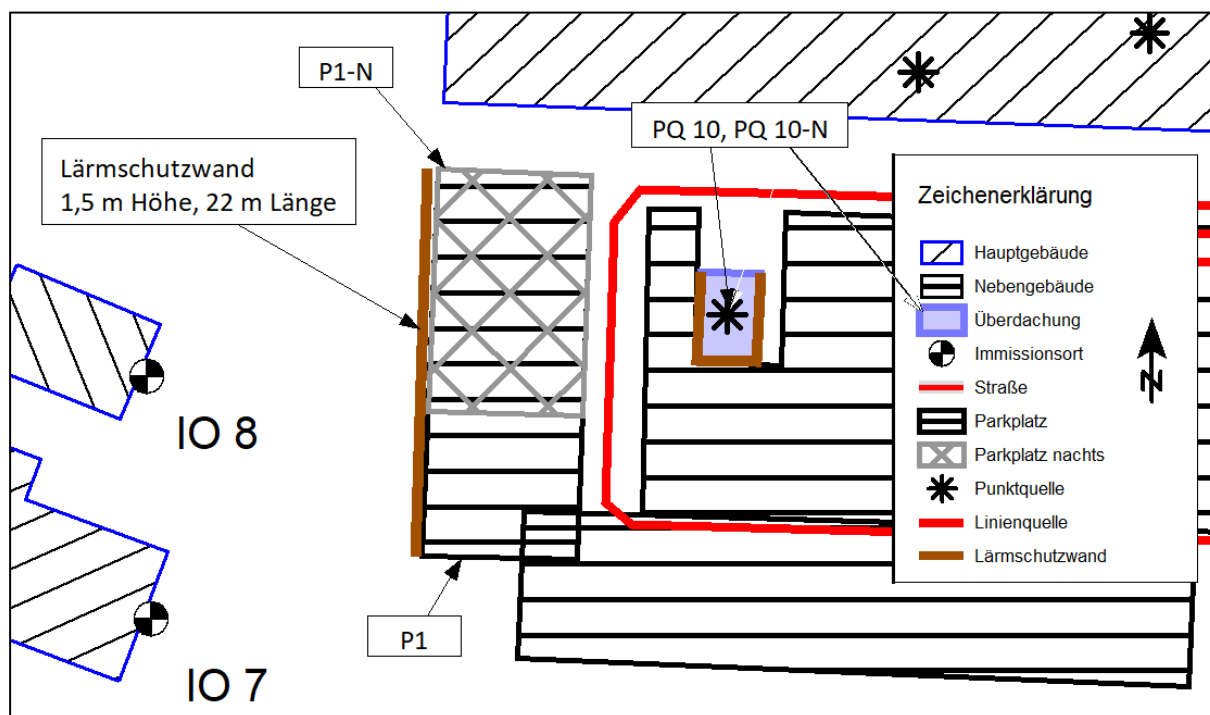 P1-N
PQ 10, PQ 10-N
Lärmschutzwand
1,5 m Höhe, 22 m Länge
Zeichenerklärung
Hauptgebäude
Nebengebäude
Überdachung
Immissionsort
Straße
Parkplatz
Parkplatz nachts
Punktquelle
Linienquelle
Lärmschutzwand
N
IO 8
P1
IO 7